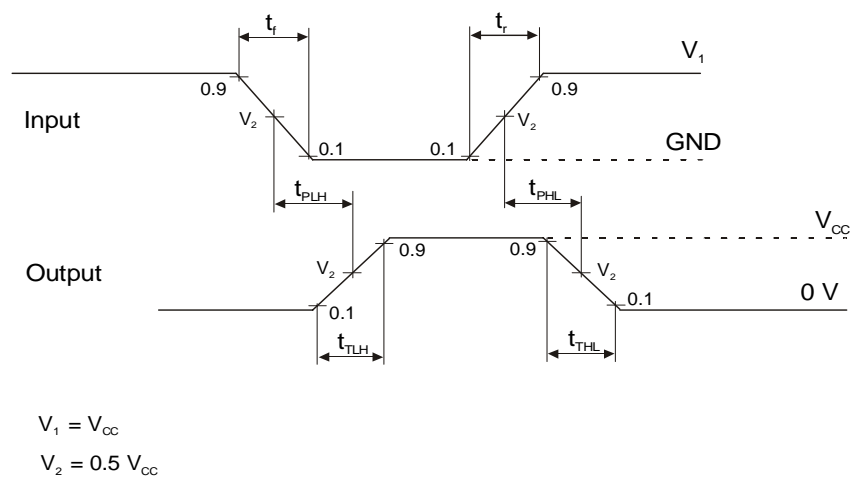 t_f t_r
V_1
0.9 0.9
Input V_2 V_2
0.1 0.1 GND
t_PLH t_PHL
V_CC
0.9 0.9
Output V_2 V_2
0.1 0.1 0 V
t_TLH t_THL
V_1 = V_CC
V_2 = 0.5 V_CC